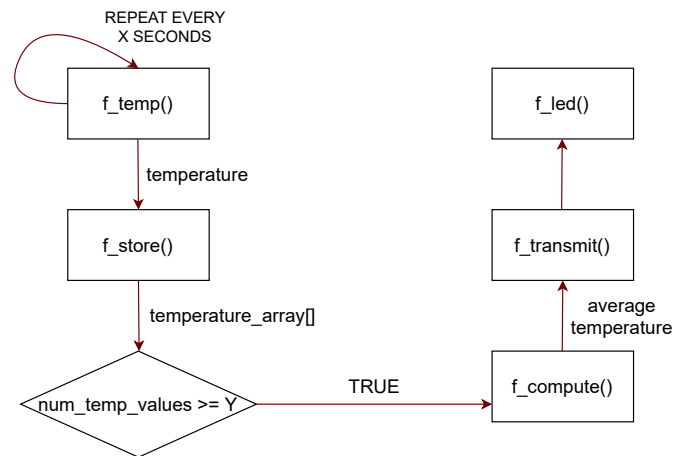 REPEAT EVERY
X SECONDS
f_temp()
temperature
f_store()
temperature_array[]
num_temp_values >= Y
TRUE
f_compute()
average
temperature
f_transmit()
f_led()